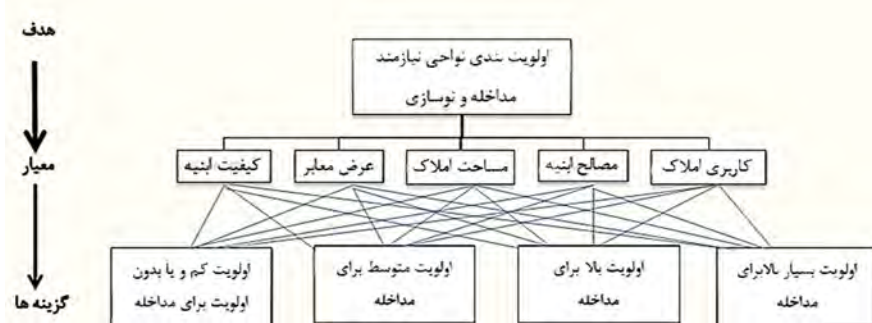 هدف
اولویت بندی نواحی نیازمند
مداخله و نوسازی
معیار
کاربری املاک
مصالح ابنیه
مساحت املاک
عرض معابر
کیفیت ابنیه
گزینه ها
اولویت بسیار بالابرای
مداخله
اولویت بالا برای
مداخله
اولویت متوسط برای
مداخله
اولویت کم و یا بدون
اولویت برای مداخله